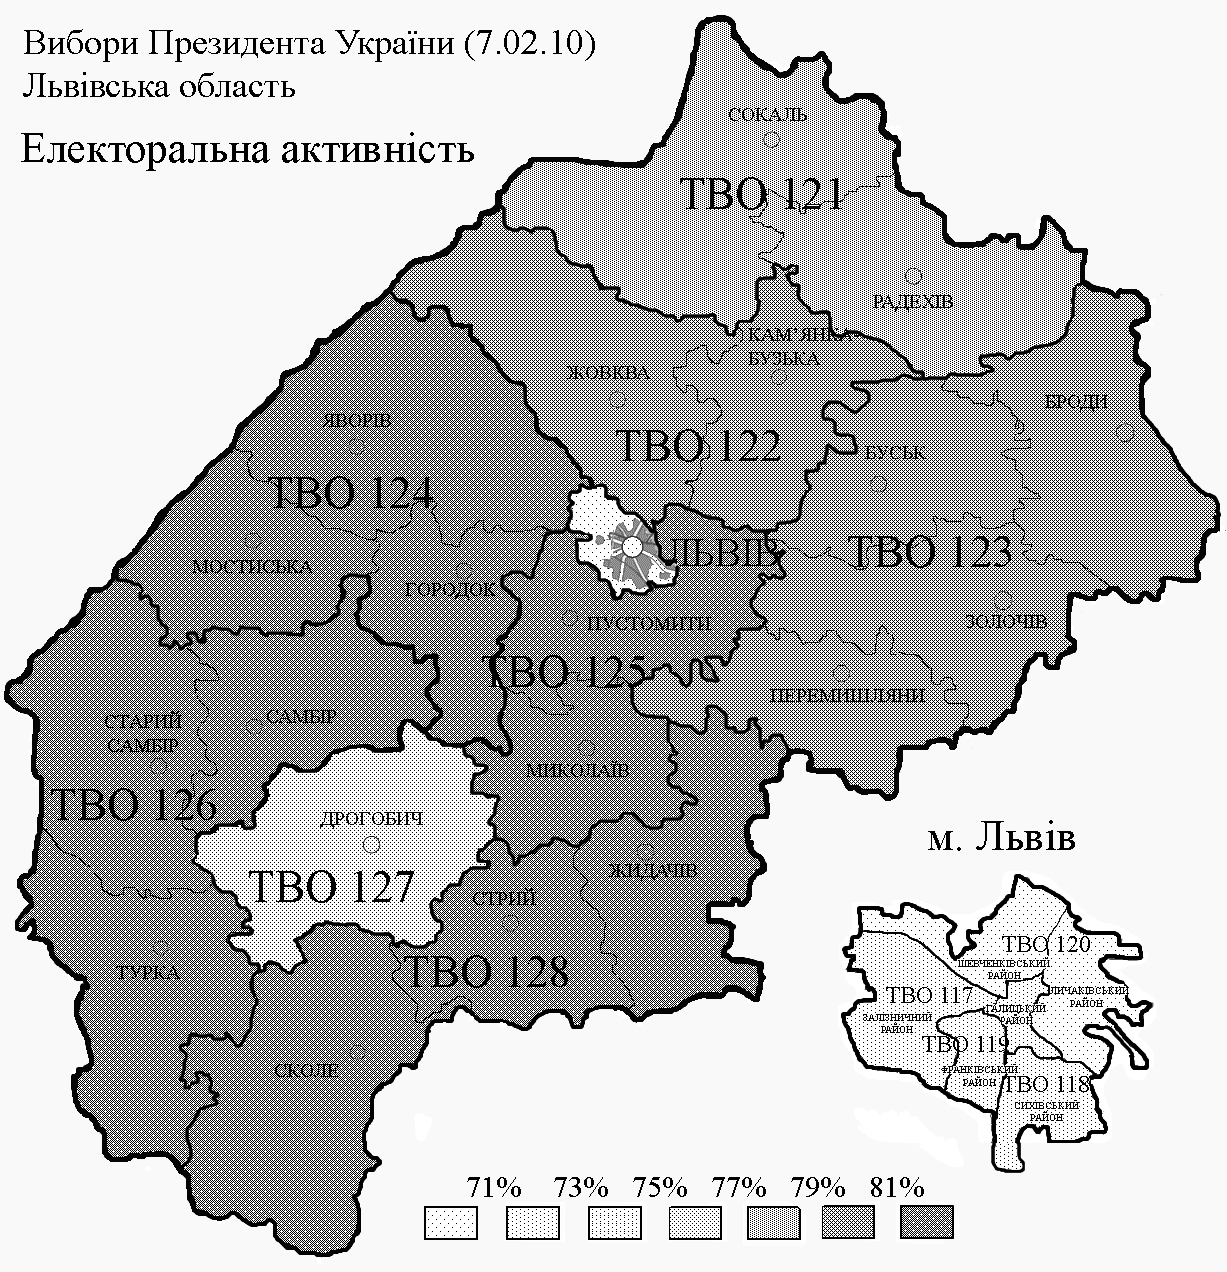 Вибори Президента України (7.02.10)
Львівська область
Електоральна активність
СОКАЛЬ
ТВО 121
РАДЕХІВ
КАМ’ЯНКА
БУЗЬКА
ЖОВКВА
БРОДИ
ЯВОРІВ
ТВО 122
БУСЬК
ТВО 124
ЛЬВІВ
ТВО 123
МОСТИСЬКА
ГОРОДОК
ПУСТОМИТИ
ЗОЛОЧІВ
ТВО 125
ПЕРЕМИШЛЯНИ
СТАРИЙ
САМБІР
САМБІР
МИКОЛАЇВ
ТВО 126
ДРОГОБИЧ
ТВО 127
ЖИДАЧІВ
СТРИЙ
ТУРКА
ТВО 128
СКОЛЕ
м. Львів
ТВО 120
ШЕВЧЕНКІВСЬКИЙ
РАЙОН
ТВО 117
ЛИЧАКІВСЬКИЙ
РАЙОН
ЗАЛІЗНИЧНИЙ
РАЙОН
ГАЛИЦЬКИЙ
РАЙОН
ТВО 119
ФРАНКІВСЬКИЙ
РАЙОН
ТВО 118
СИХІВСЬКИЙ
РАЙОН
71% 73% 75% 77% 79% 81%